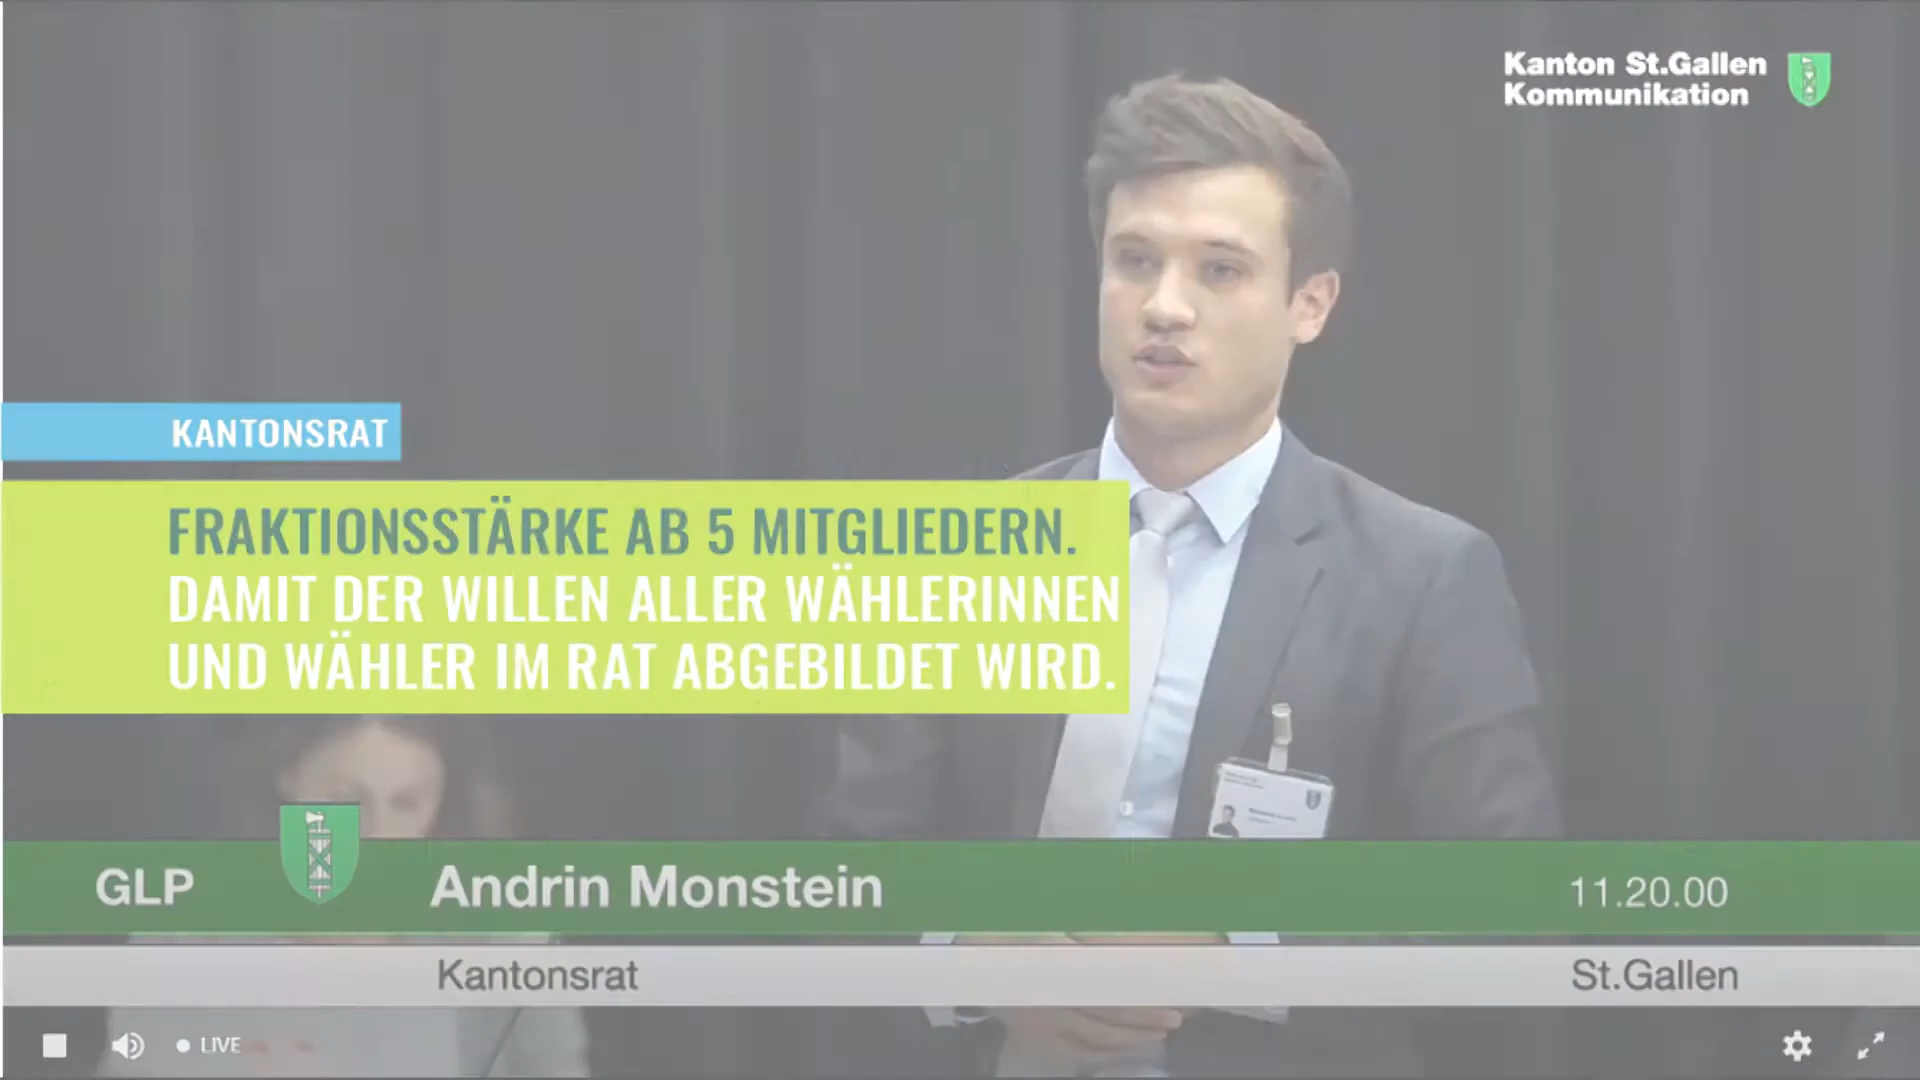 Kanton St.Gallen
Kommunikation
KANTONSRAT
FRAKTIONSSTÄRKE AB 5 MITGLIEDERN.
DAMIT DER WILLEN ALLER WÄHLERINNEN
UND WÄHLER IM RAT ABGEBILDET WIRD.
GLP Andrin Monstein 11.20.00
Kantonsrat St.Gallen
LIVE